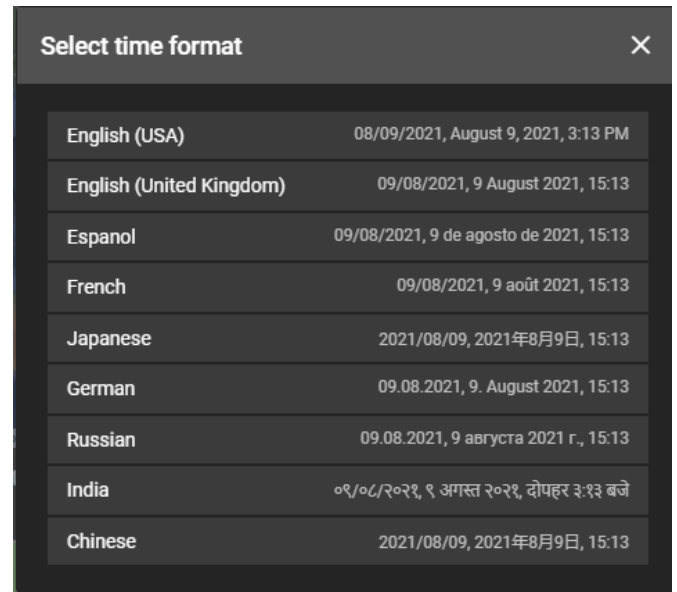 Select time format
English (USA) 08/09/2021, August 9, 2021, 3:13 PM
English (United Kingdom) 09/08/2021, 9 August 2021, 15:13
Espanol 09/08/2021, 9 de agosto de 2021, 15:13
French 09/08/2021, 9 août 2021, 15:13
Japanese 2021/08/09, 2021年8月9日, 15:13
German 09.08.2021, 9. August 2021, 15:13
Russian 09.08.2021, 9 августа 2021 г., 15:13
India ०९/०८/२०२१, ९ अगस्त २०२१, दोपहर ३:१३ बजे
Chinese 2021/08/09, 2021年8月9日, 15:13